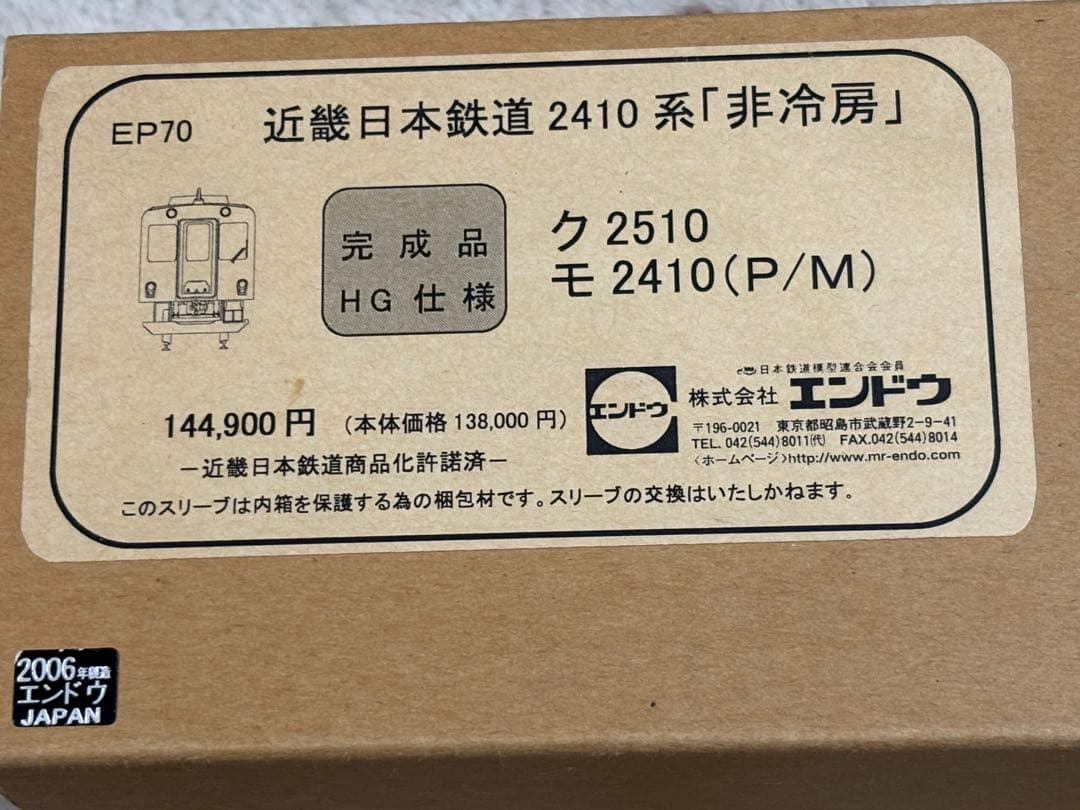 EP70 近畿日本鉄道 2410 系「非冷房」
完成品
HG仕様
ク 2510
モ 2410(P/M)
144,900 円 (本体価格 138,000 円)
−近畿日本鉄道商品化許諾済−
エンドウ
日本鉄道模型連合会会員
株式会社 エンドウ
〒196-0021 東京都昭島市武蔵野2-9-41
TEL. 042(544)8011㈹ FAX.042(544)8014
〈ホームページ〉http://www.mr-endo.com
このスリーブは内箱を保護する為の梱包材です。スリーブの交換はいたしかねます。
2006年製造
エンドウ
JAPAN